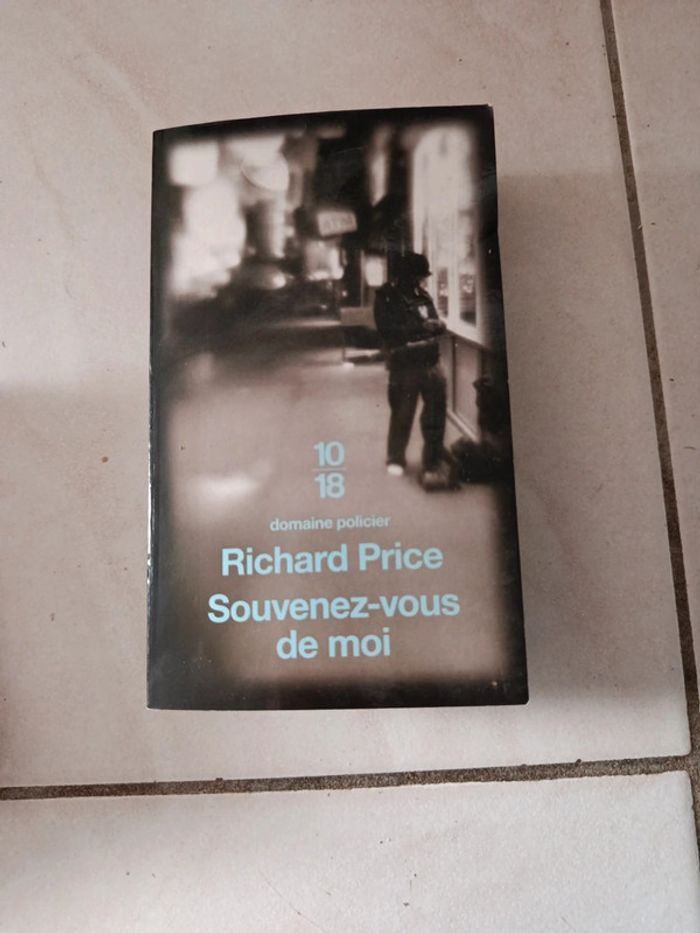 10
18
domaine policier
Richard Price
Souvenez-vous
de moi